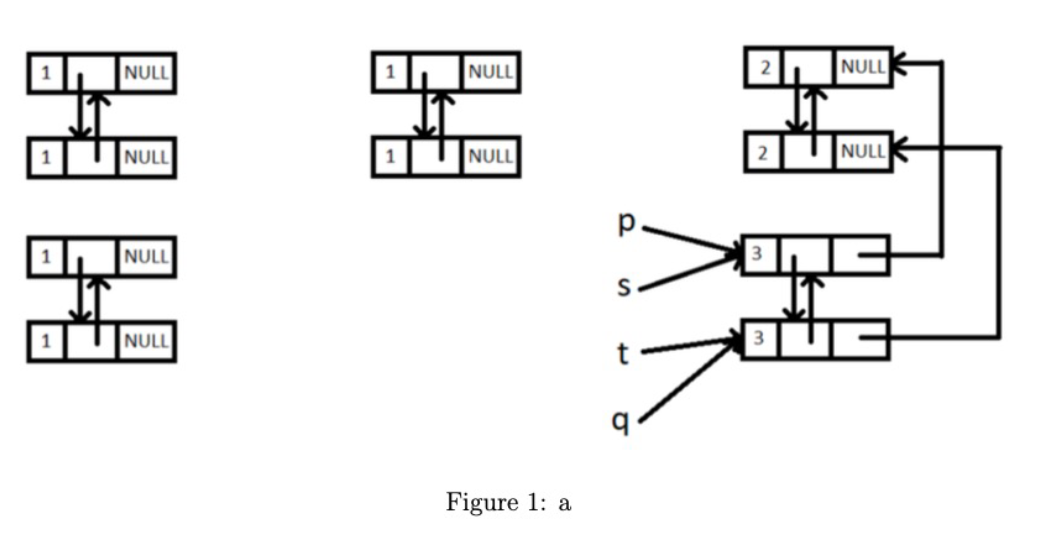 1 NULL 1 NULL 2 NULL
1 NULL 1 NULL 2 NULL
p
1 NULL 3
s
1 NULL t 3
q
Figure 1: a